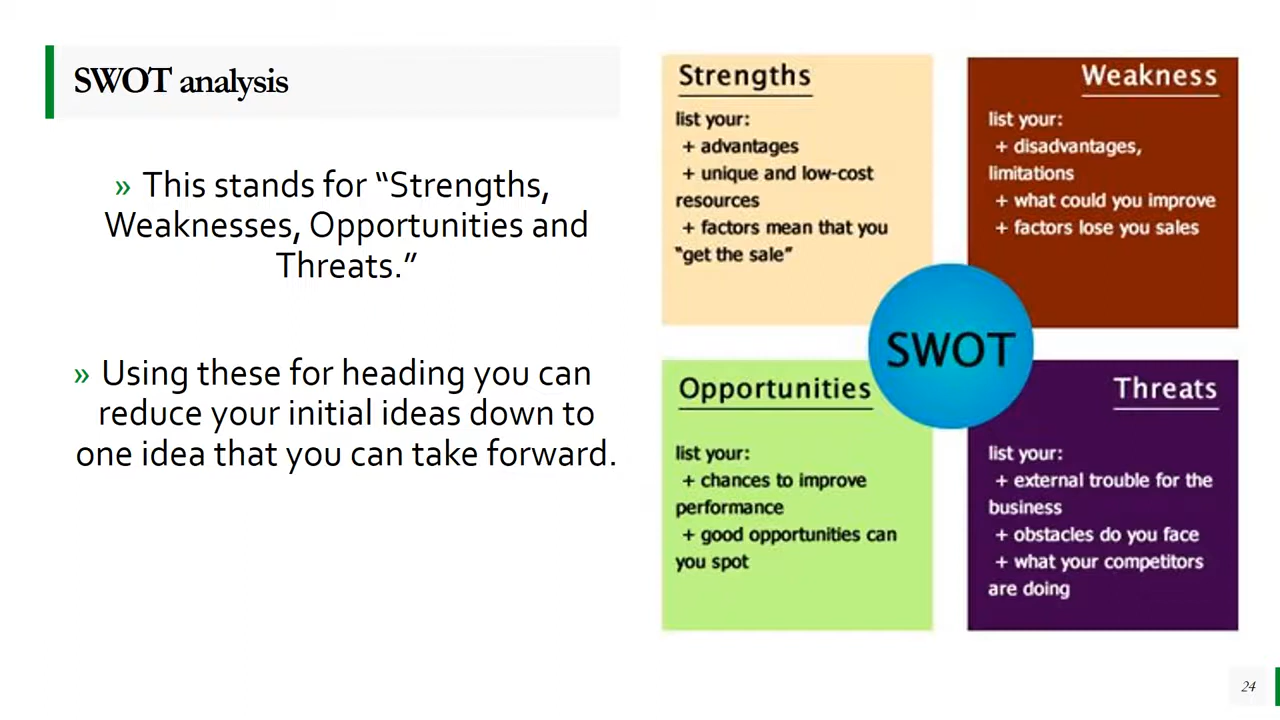 SWOT analysis
» This stands for “Strengths,
Weaknesses, Opportunities and
Threats.”
» Using these for heading you can
reduce your initial ideas down to
one idea that you can take forward.
Strengths
list your:
+ advantages
+ unique and low-cost
resources
+ factors mean that you
"get the sale"
Weakness
list your:
+ disadvantages,
limitations
+ what could you improve
+ factors lose you sales
SWOT
Opportunities
list your:
+ chances to improve
performance
+ good opportunities can
you spot
Threats
list your:
+ external trouble for the
business
+ obstacles do you face
+ what your competitors
are doing
24